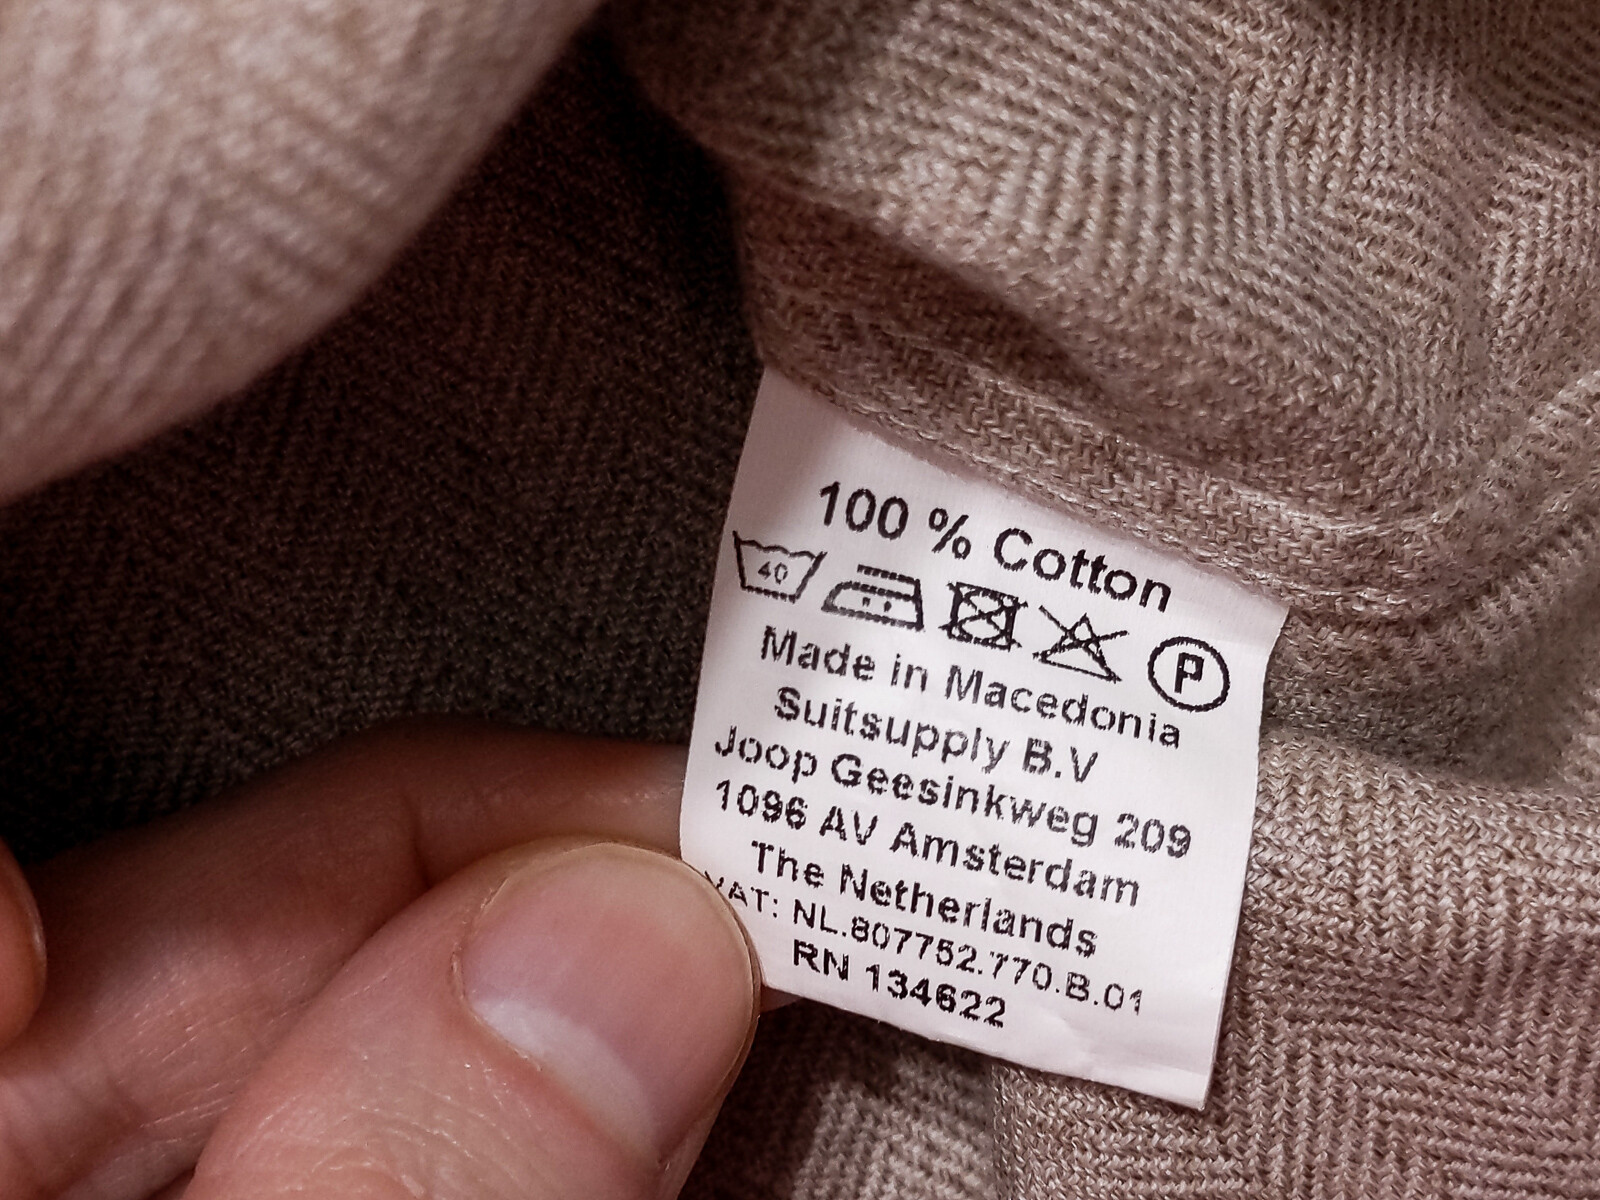 100 % Cotton
40 P
Made in Macedonia
Suitsupply B.V
Joop Geesinkweg 209
1096 AV Amsterdam
The Netherlands
VAT: NL.807752.770.B.01
RN 134622